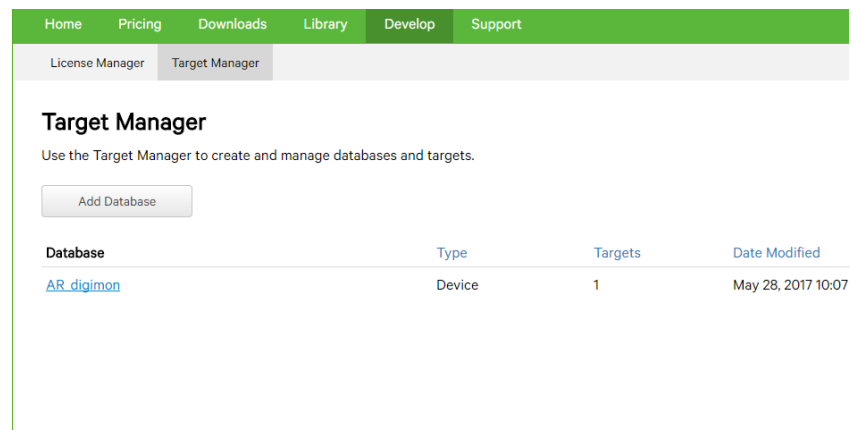 Home Pricing Downloads Library Develop Support
License Manager Target Manager
Target Manager
Use the Target Manager to create and manage databases and targets.
Add Database
Database Type Targets Date Modified
AR_digimon Device 1 May 28, 2017 10:07